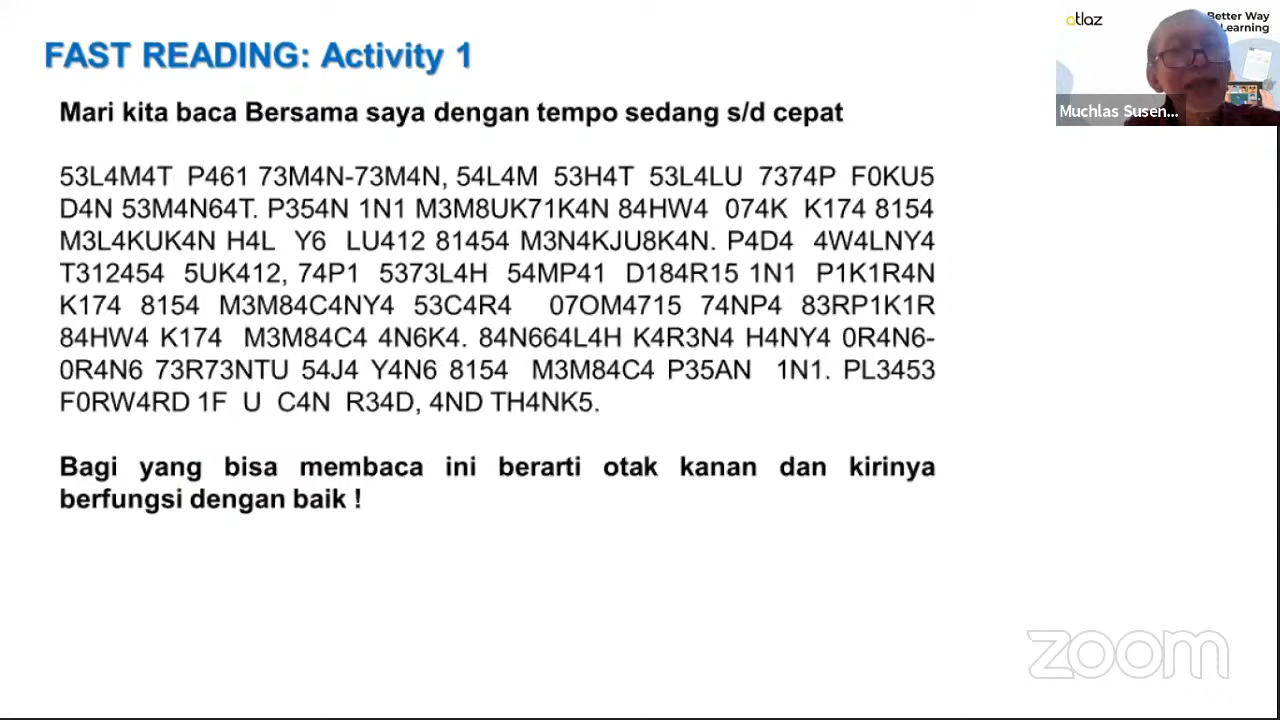 FAST READING: Activity 1
Mari kita baca Bersama saya dengan tempo sedang s/d cepat
53L4M4T P461 73M4N-73M4N, 54L4M 53H4T 53L4LU 7374P F0KU5
D4N 53M4N64T. P354N 1N1 M3M8UK71K4N 84HW4 074K K174 8154
M3L4KUK4N H4L Y6 LU412 81454 M3N4KJU8K4N. P4D4 4W4LNY4
T312454 5UK412, 74P1 5373L4H 54MP41 D184R15 1N1 P1K1R4N
K174 8154 M3M84C4NY4 53C4R4 07OM4715 74NP4 83RP1K1R
84HW4 K174 M3M84C4 4N6K4. 84N664L4H K4R3N4 H4NY4 0R4N6-
0R4N6 73R73NTU 54J4 Y4N6 8154 M3M84C4 P35AN 1N1. PL3453
F0RW4RD 1F U C4N R34D, 4ND TH4NK5.
Bagi yang bisa membaca ini berarti otak kanan dan kirinya
berfungsi dengan baik !
atlaz
Better Way
Learning
Muchlas Susen...
zoom